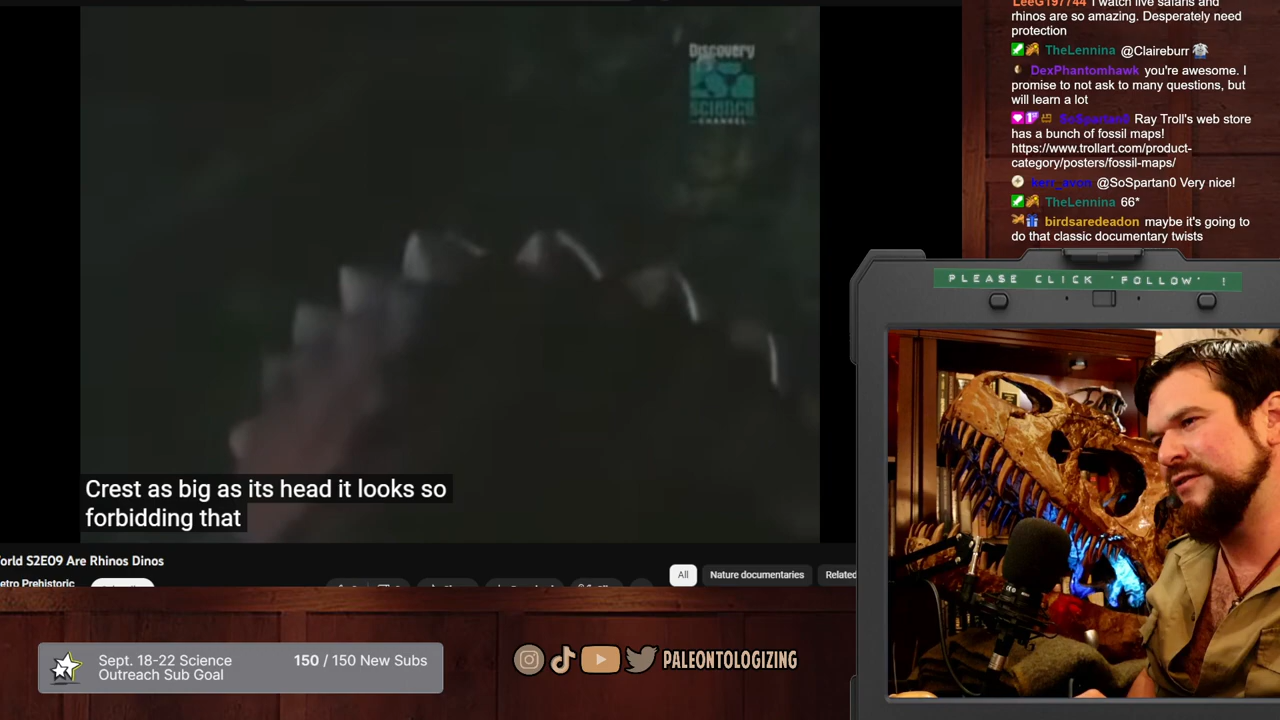 Discovery
SCIENCE
CHANNEL
Crest as big as its head it looks so
forbidding that
orld S2E09 Are Rhinos Dinos
etro Prehistoric
All
Nature documentaries
Related
Sept. 18-22 Science
Outreach Sub Goal
150 / 150 New Subs
PALEONTOLOGIZING
LeeG197744 I watch live safaris and
rhinos are so amazing. Desperately need
protection
TheLennina @Claireburr
DexPhantomhawk you're awesome. I
promise to not ask to many questions, but
will learn a lot
SoSpartan0 Ray Troll's web store
has a bunch of fossil maps!
https://www.trollart.com/product-
category/posters/fossil-maps/
kerr_avon @SoSpartan0 Very nice!
TheLennina 66*
birdsaredeadon maybe it's going to
do that classic documentary twists
PLEASE CLICK 'FOLLOW' !